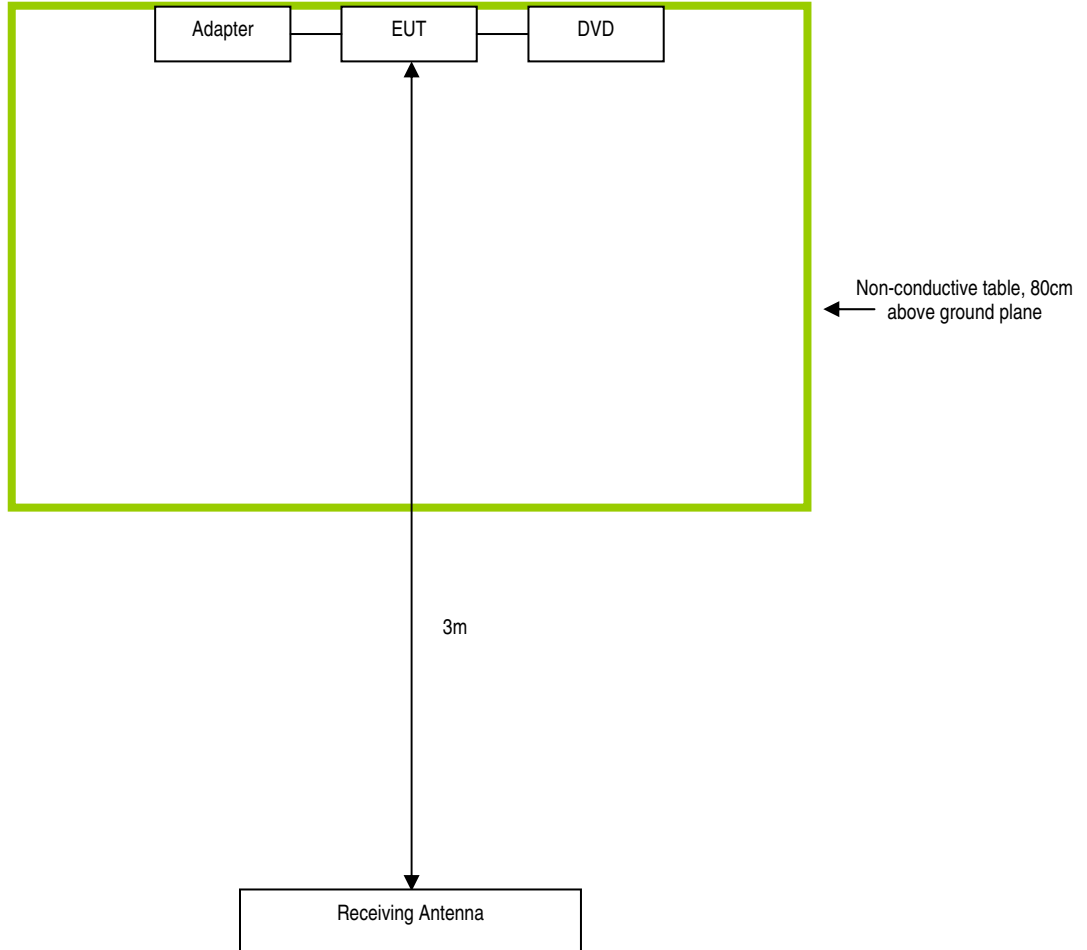 Adapter
EUT
DVD
Non-conductive table, 80cm
above ground plane
3m
Receiving Antenna